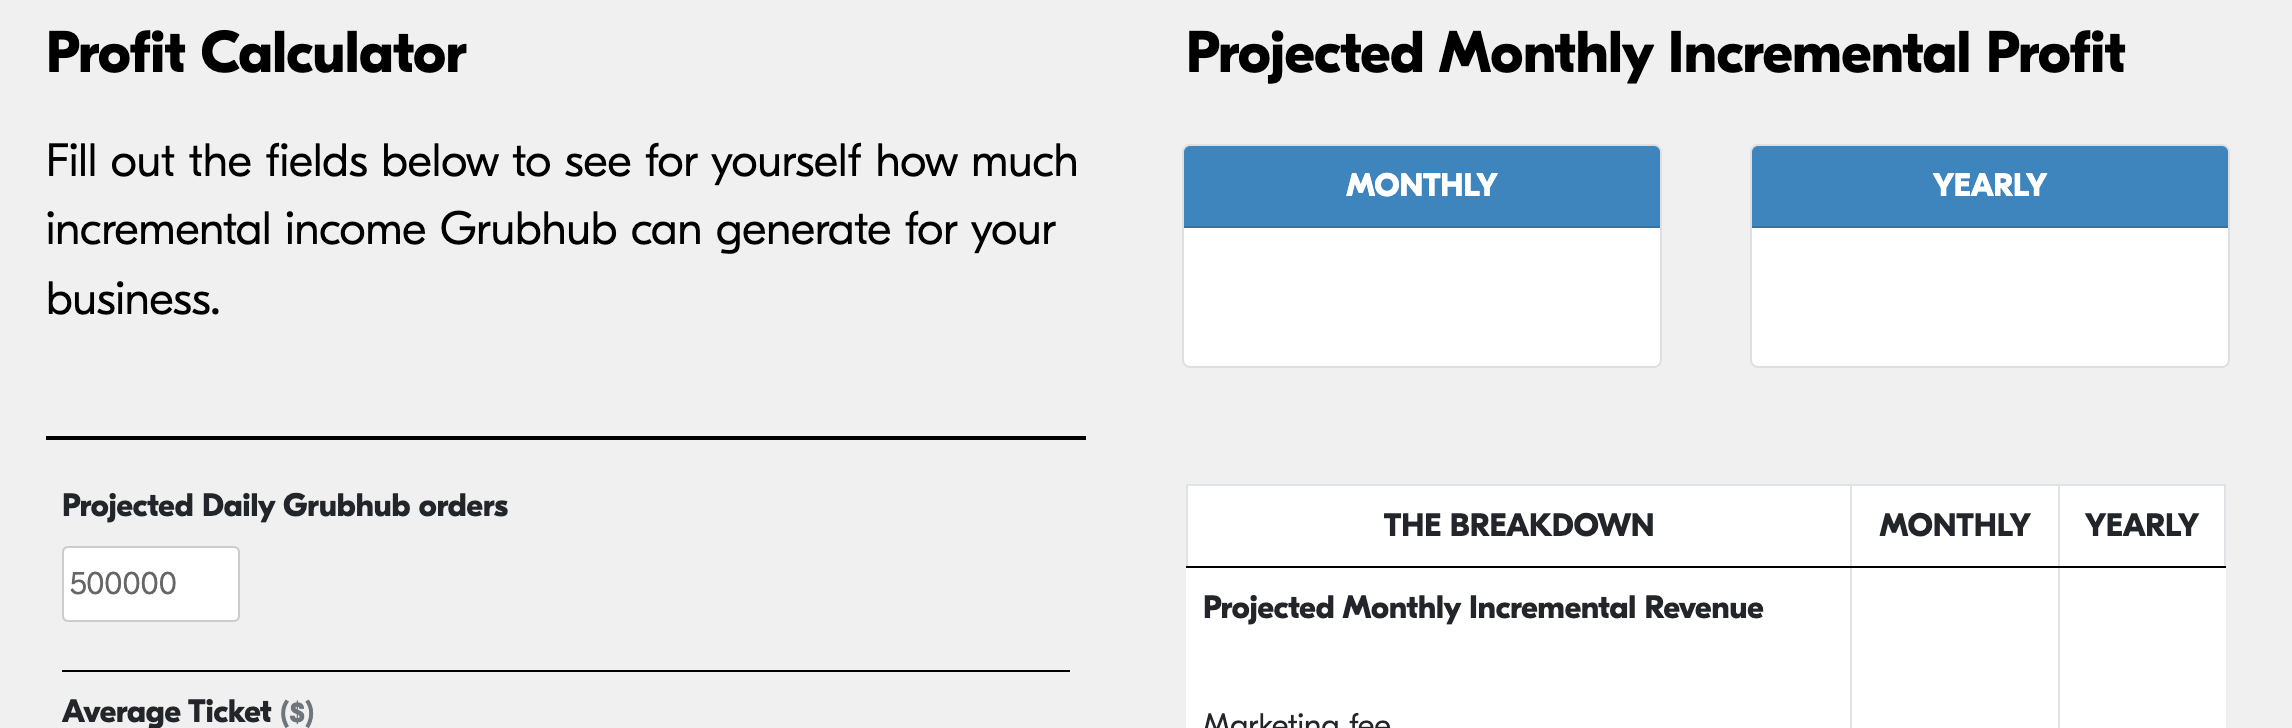 Profit Calculator
Fill out the fields below to see for yourself how much
incremental income Grubhub can generate for your
business.
Projected Daily Grubhub orders
500000
Average Ticket ($)
Projected Monthly Incremental Profit
MONTHLY
YEARLY
THE BREAKDOWN MONTHLY YEARLY
Projected Monthly Incremental Revenue
Marketing fee